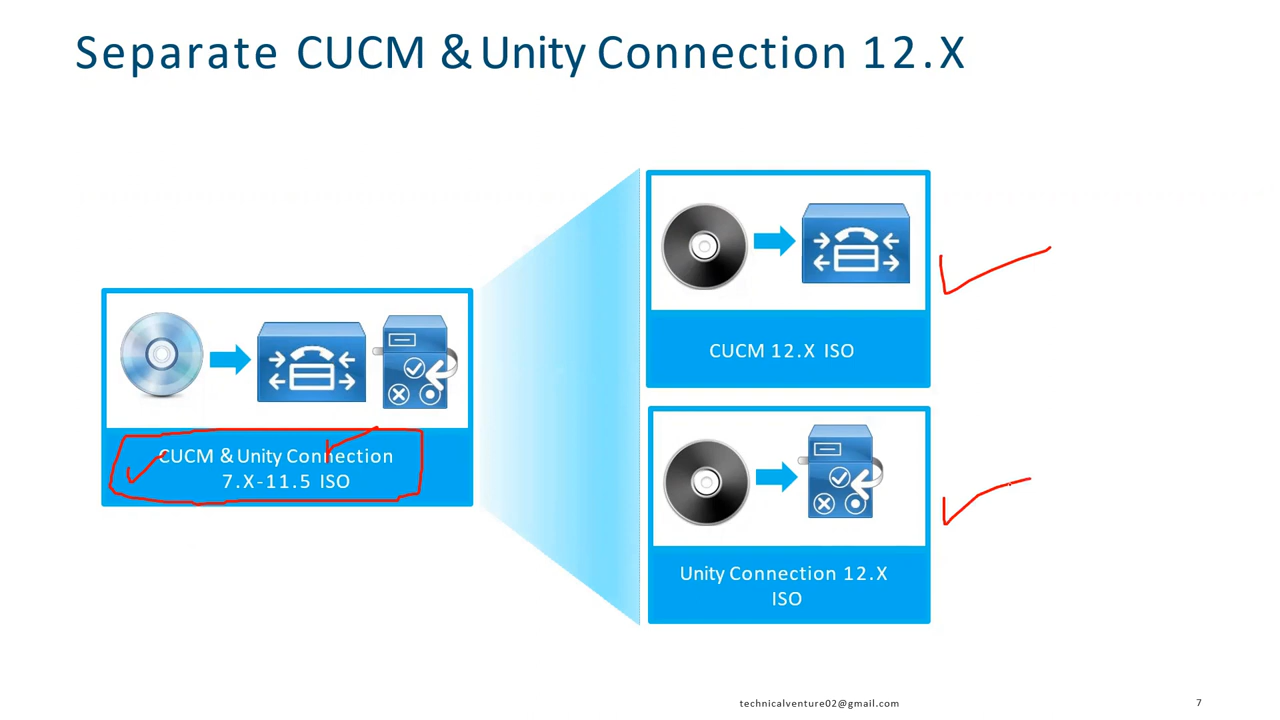 Separate CUCM & Unity Connection 12.X
CUCM 12.X ISO
CUCM & Unity Connection
7.X-11.5 ISO
Unity Connection 12.X
ISO
technicalventure02@gmail.com
7